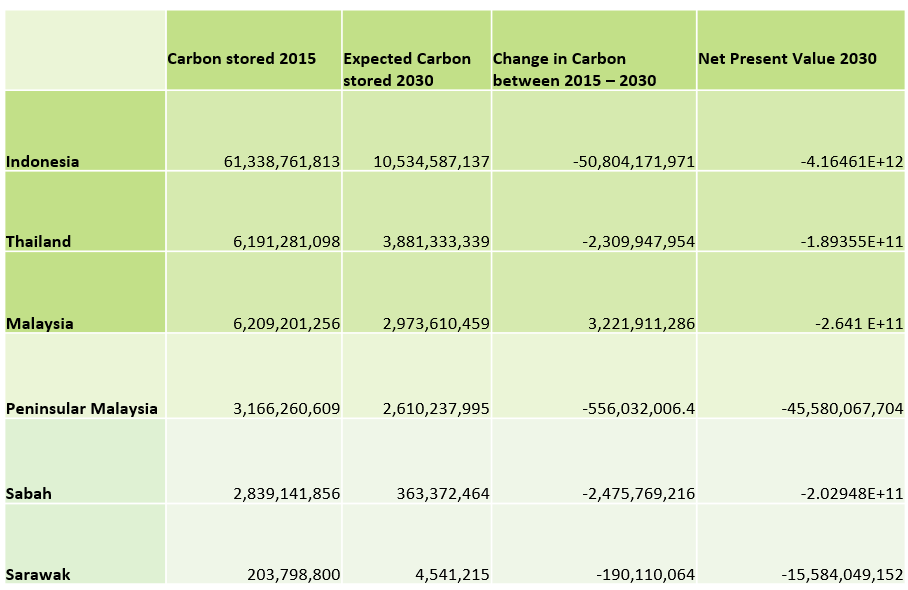 Carbon stored 2015 Expected Carbon stored 2030 Change in Carbon between 2015 – 2030 Net Present Value 2030
Indonesia 61,338,761,813 10,534,587,137 -50,804,171,971 -4.16461E+12
Thailand 6,191,281,098 3,881,333,339 -2,309,947,954 -1.89355E+11
Malaysia 6,209,201,256 2,973,610,459 3,221,911,286 -2.641 E+11
Peninsular Malaysia 3,166,260,609 2,610,237,995 -556,032,006.4 -45,580,067,704
Sabah 2,839,141,856 363,372,464 -2,475,769,216 -2.02948E+11
Sarawak 203,798,800 4,541,215 -190,110,064 -15,584,049,152